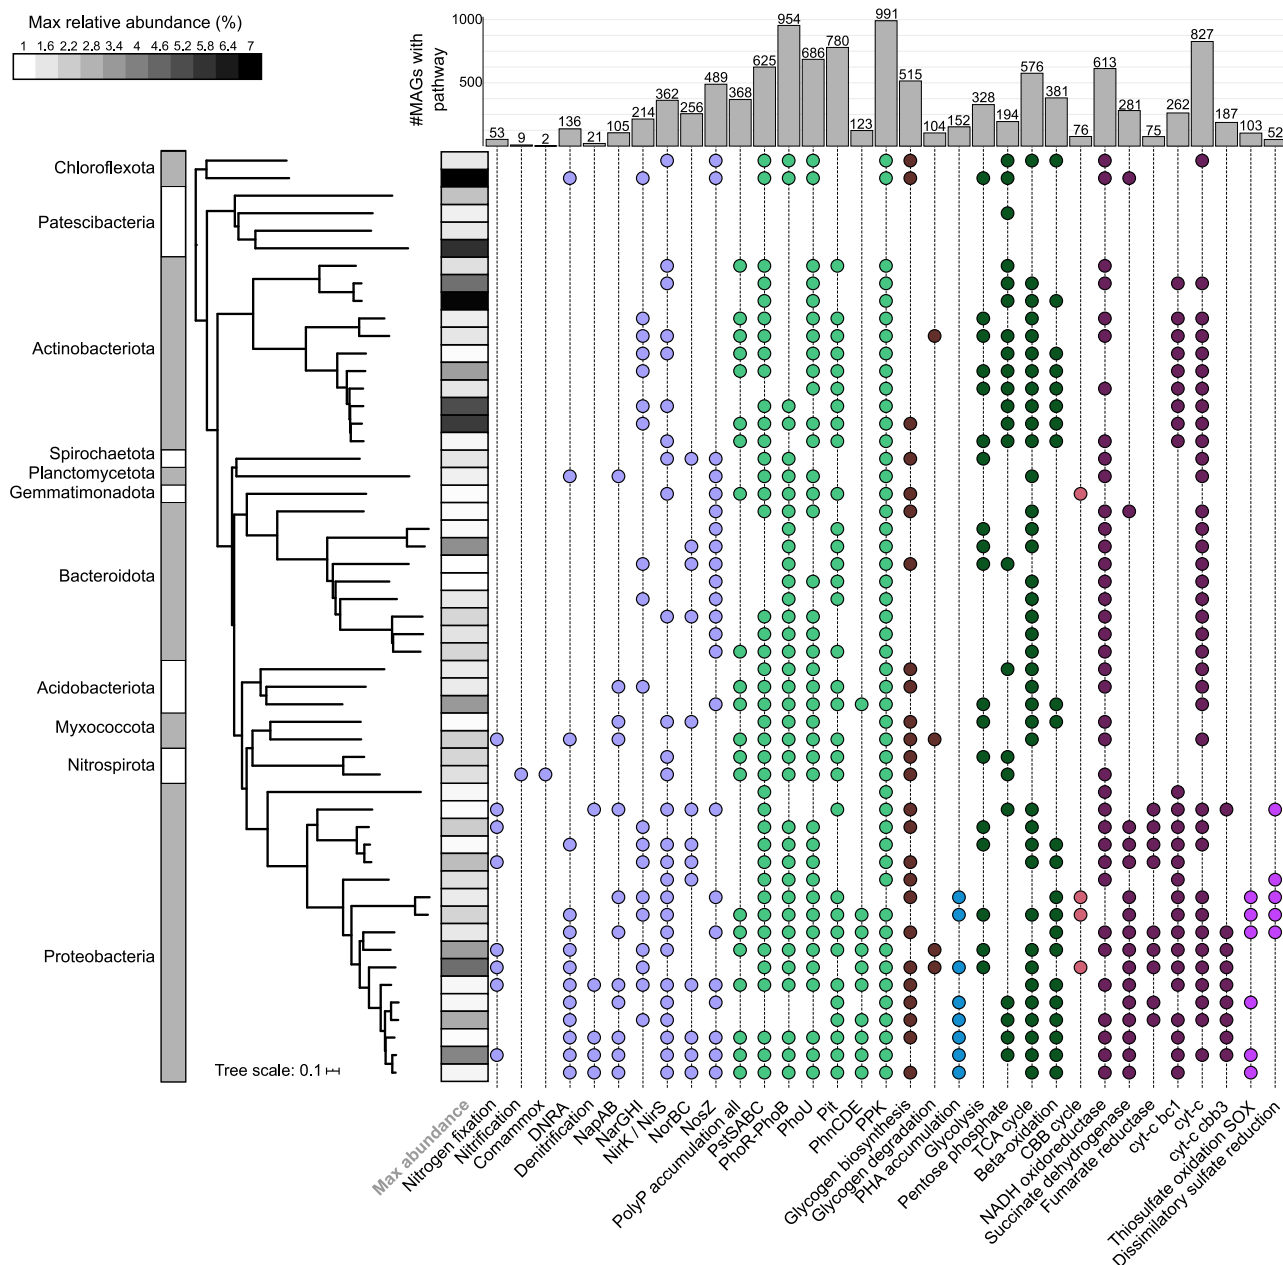 Max relative abundance (%)
1 1.6 2.2 2.8 3.4 4 4.6 5.2 5.8 6.4 7
#MAGs with
pathway
1000
500
53 9 2 136 21 105 214 362 256 489 368 625 954 686 780 123 991 515 104 152 328 194 576 381 76 613 281 75 262 827 187 103 52
Chloroflexota
Patescibacteria
Actinobacteriota
Spirochaetota
Planctomycetota
Gemmatimonadota
Bacteroidota
Acidobacteriota
Myxococcota
Nitrospirota
Proteobacteria
Tree scale: 0.1
Max abundance
Nitrogen fixation
Nitrification
Comammox
DNRA
Denitrification
NapAB
NarGHI
NirK / NirS
NorBC
NosZ
PolyP accumulation all
PstSABC
PhoR-PhoB
PhoU
Pit
PhnCDE
PPK
Glycogen biosynthesis
Glycogen degradation
PHA accumulation
Glycolysis
Pentose phosphate
TCA cycle
Beta-oxidation
CBB cycle
NADH oxidoreductase
Succinate dehydrogenase
Fumarate reductase
cyt-c bc1
cyt-c
cyt-c cbb3
Thiosulfate oxidation SOX
Dissimilatory sulfate reduction